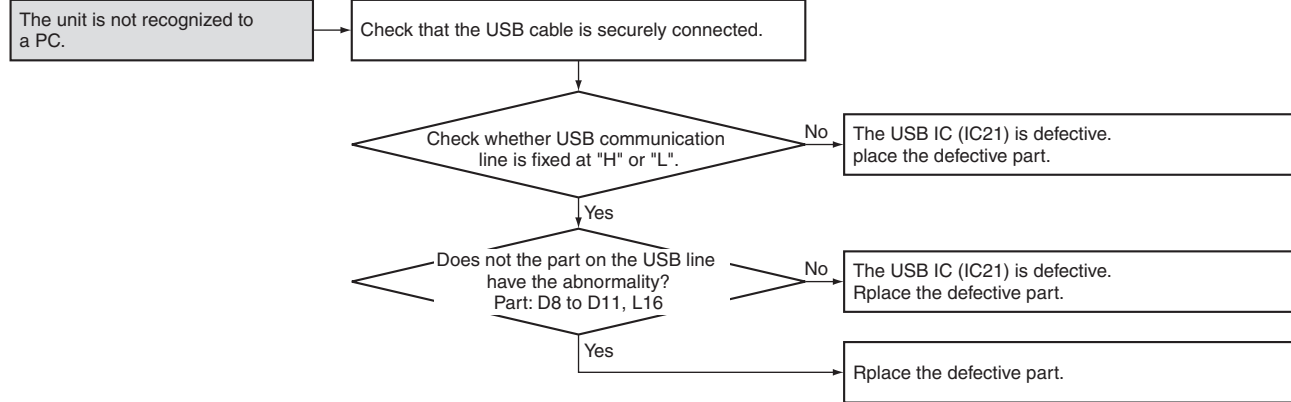 The unit is not recognized to
a PC.
Check that the USB cable is securely connected.
Check whether USB communication
line is fixed at "H" or "L".
No
The USB IC (IC21) is defective.
place the defective part.
Yes
Does not the part on the USB line
have the abnormality?
Part: D8 to D11, L16
No
The USB IC (IC21) is defective.
Rplace the defective part.
Yes
Rplace the defective part.